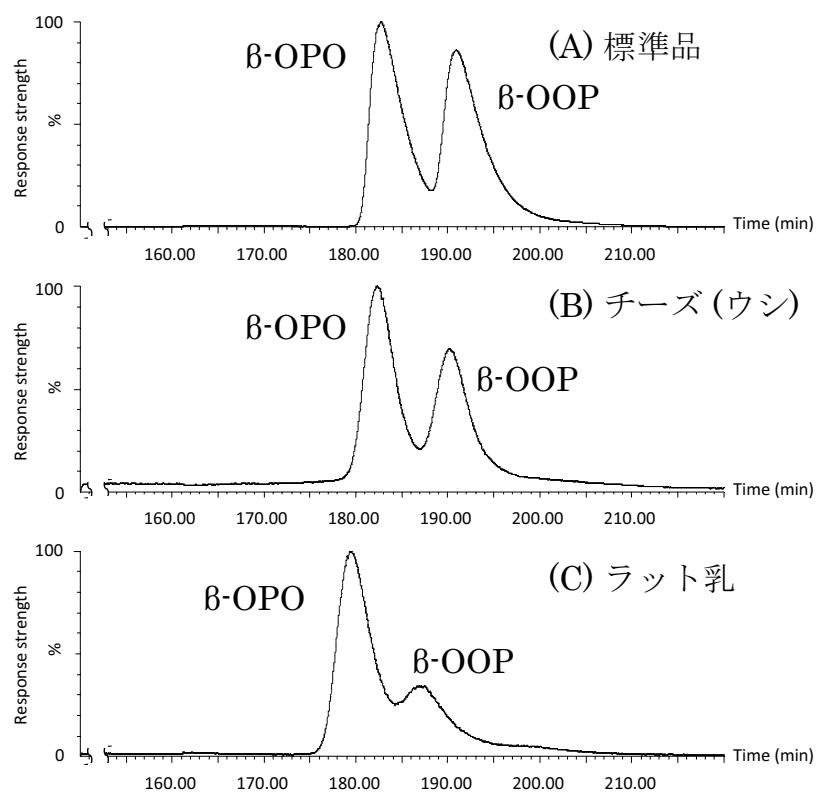 100
Response strength
%
0
β-OPO
β-OOP
(A) 標準品
Time (min)
160.00 170.00 180.00 190.00 200.00 210.00
100
Response strength
%
0
β-OPO
β-OOP
(B) チーズ (ウシ)
Time (min)
160.00 170.00 180.00 190.00 200.00 210.00
100
Response strength
%
0
β-OPO
β-OOP
(C) ラット乳
Time (min)
160.00 170.00 180.00 190.00 200.00 210.00